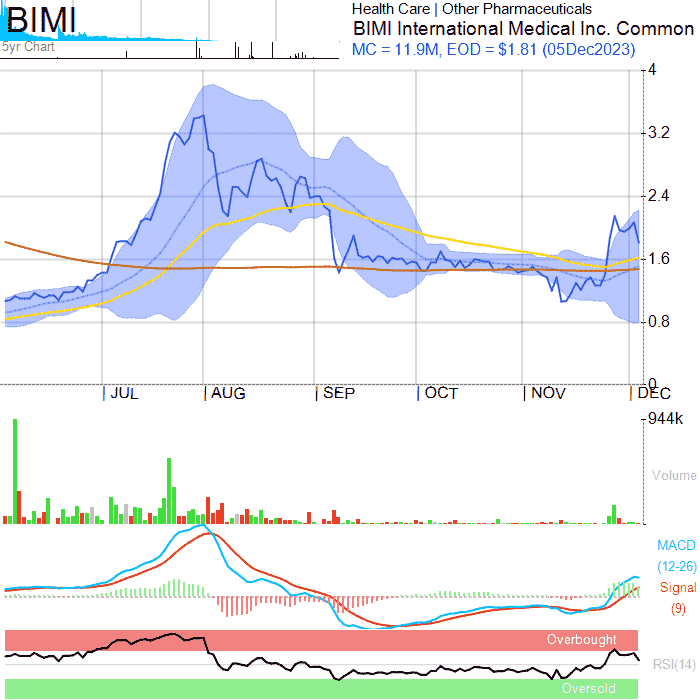 BIMI
Health Care | Other Pharmaceuticals
BIMI International Medical Inc. Common
MC = 11.9M, EOD = $1.81 (05Dec2023)
5yr Chart
4
3.2
2.4
1.6
0.8
0
JUL
AUG
SEP
OCT
NOV
DEC
944k
Volume
MACD
(12-26)
Signal
(9)
Overbought
RSI(14)
Oversold